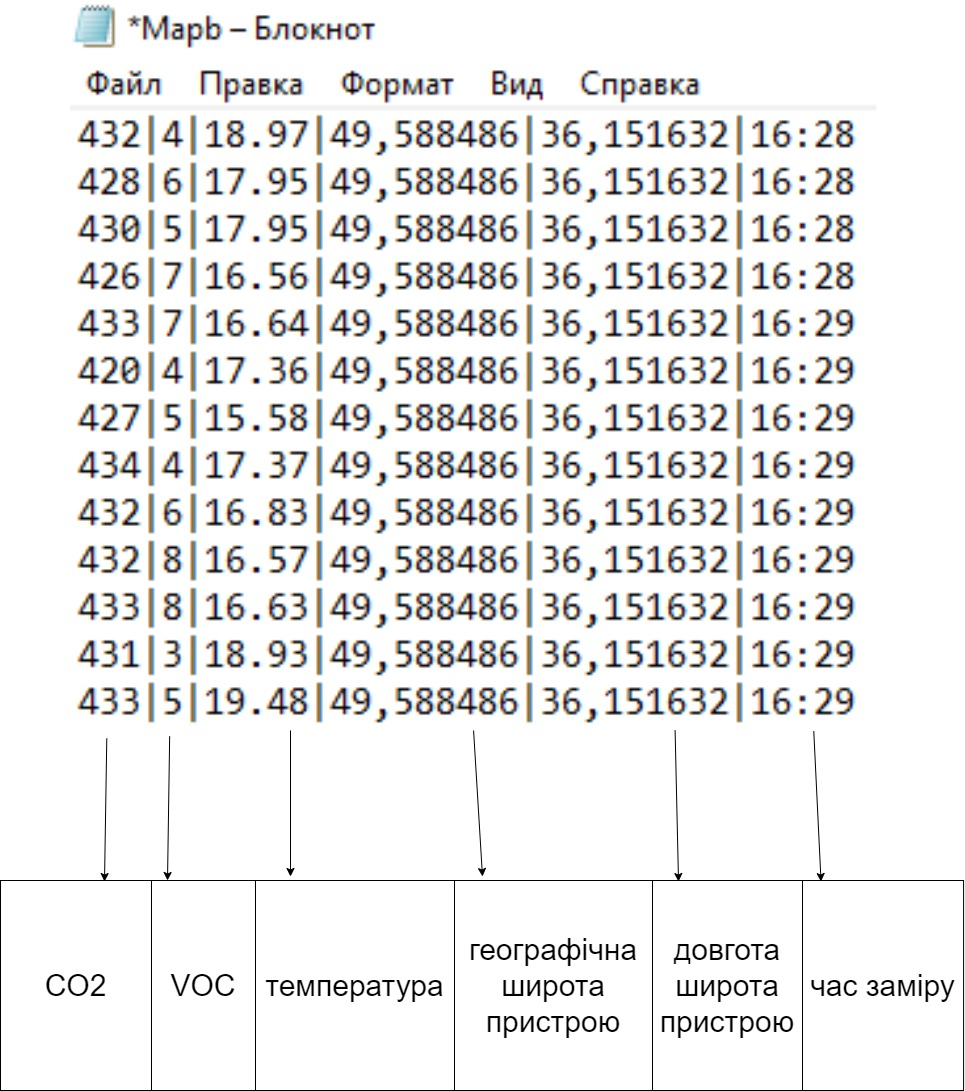 *Mapb – Блокнот
Файл Правка Формат Вид Справка
432|4|18.97|49,588486|36,151632|16:28
428|6|17.95|49,588486|36,151632|16:28
430|5|17.95|49,588486|36,151632|16:28
426|7|16.56|49,588486|36,151632|16:28
433|7|16.64|49,588486|36,151632|16:29
420|4|17.36|49,588486|36,151632|16:29
427|5|15.58|49,588486|36,151632|16:29
434|4|17.37|49,588486|36,151632|16:29
432|6|16.83|49,588486|36,151632|16:29
432|8|16.57|49,588486|36,151632|16:29
433|8|16.63|49,588486|36,151632|16:29
431|3|18.93|49,588486|36,151632|16:29
433|5|19.48|49,588486|36,151632|16:29
CO2
VOC
температура
географічна
широта
пристрою
довгота
широта
пристрою
час заміру